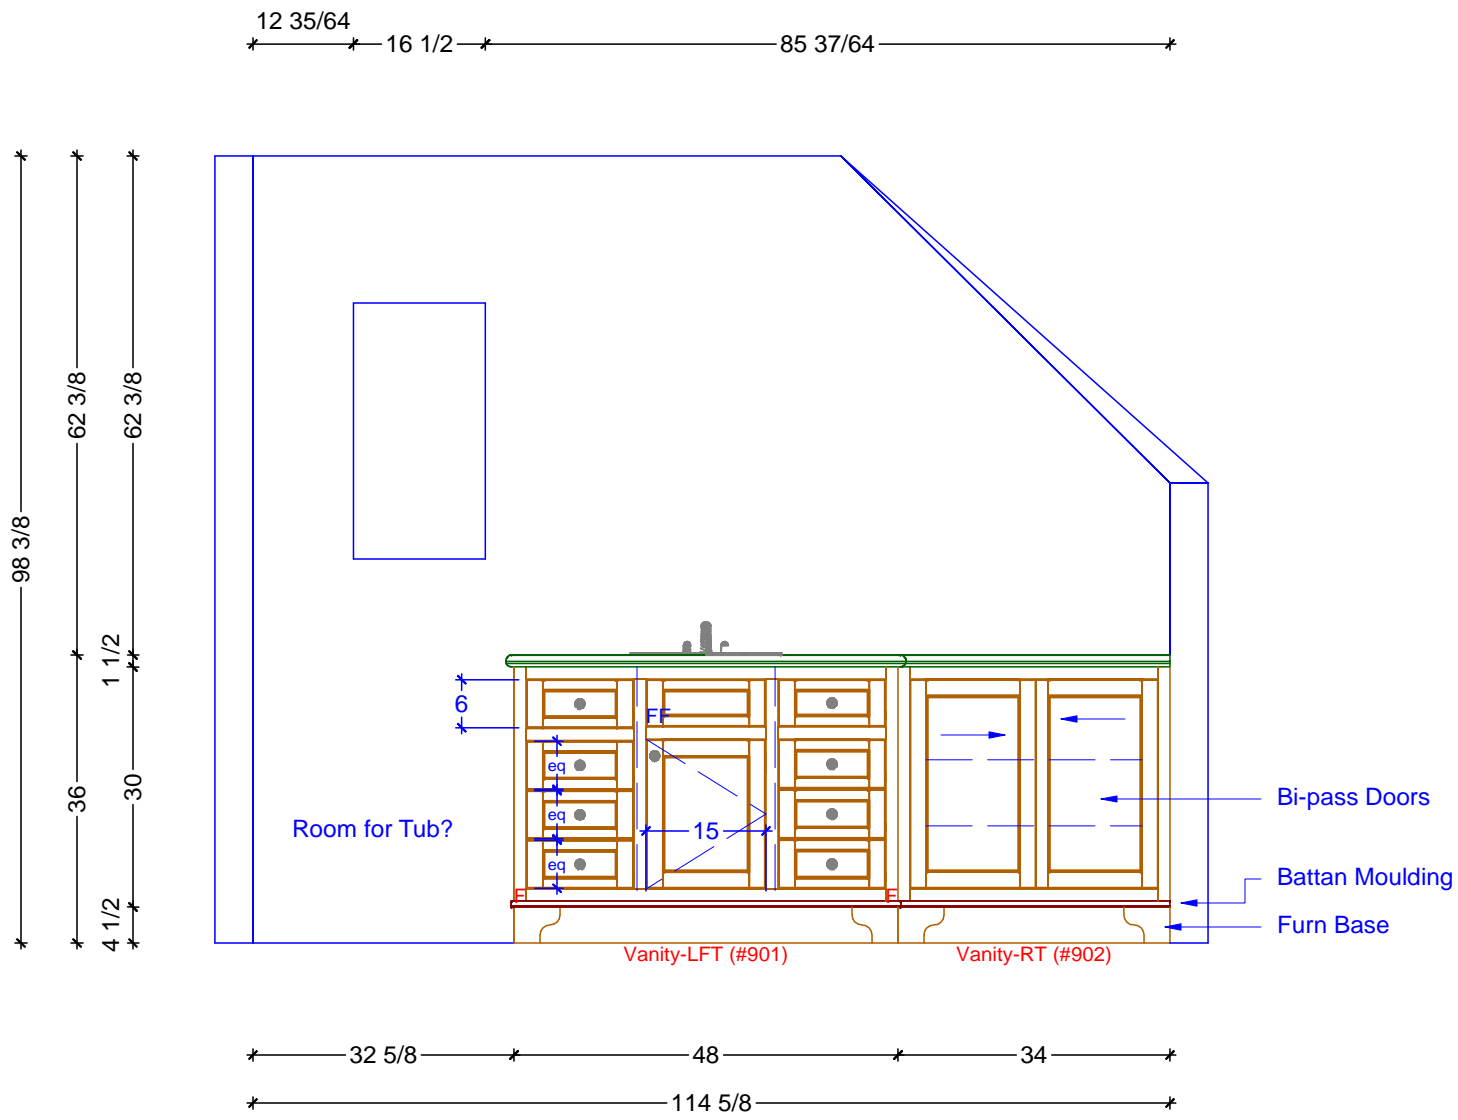 12 35/64
16 1/2
85 37/64
98 3/8
62 3/8
62 3/8
1 1/2
36
30
4 1/2
6
FF
eq
eq
eq
15
Room for Tub?
Bi-pass Doors
Battan Moulding
Furn Base
F
F
Vanity-LFT (#901)
Vanity-RT (#902)
32 5/8
48
34
114 5/8